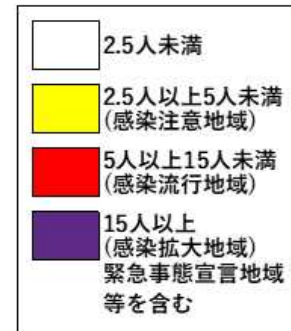 2.5人未満
2.5人以上5人未満
(感染注意地域)
5人以上15人未満
(感染流行地域)
15人以上
(感染拡大地域)
緊急事態宣言地域
等を含む